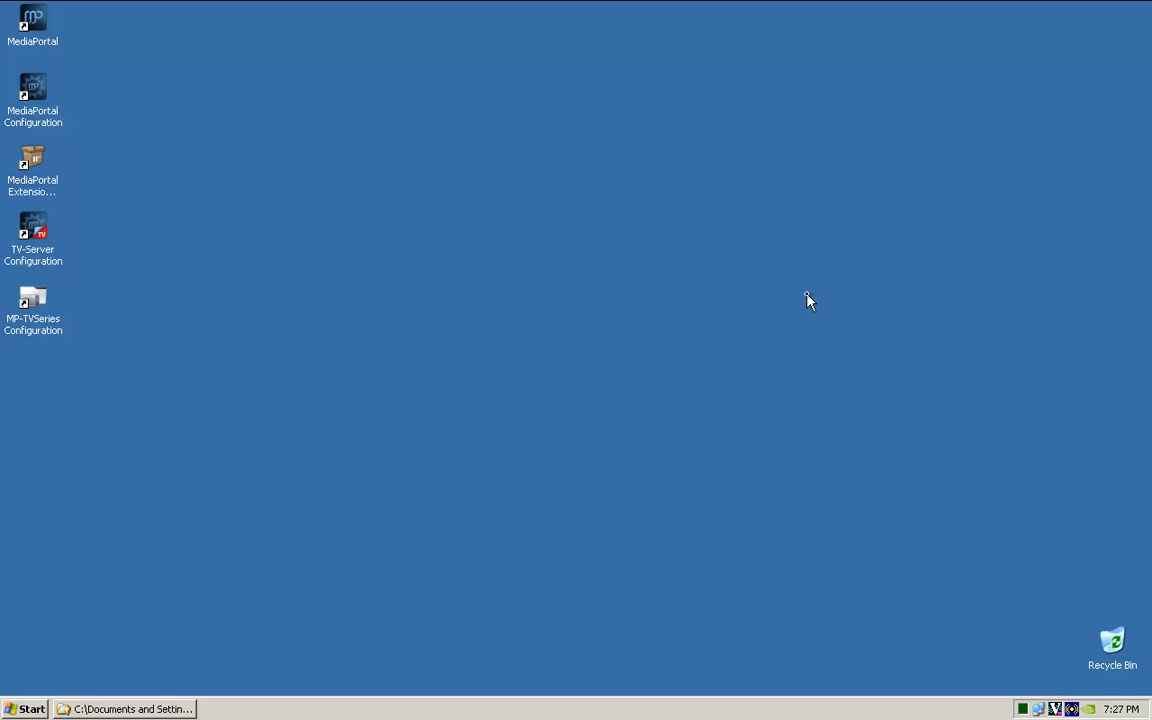 MediaPortal
MediaPortal
Configuration
MediaPortal
Extensio...
TV-Server
Configuration
MP-TVSeries
Configuration
Recycle Bin
Start
C:\Documents and Settin...
7:27 PM